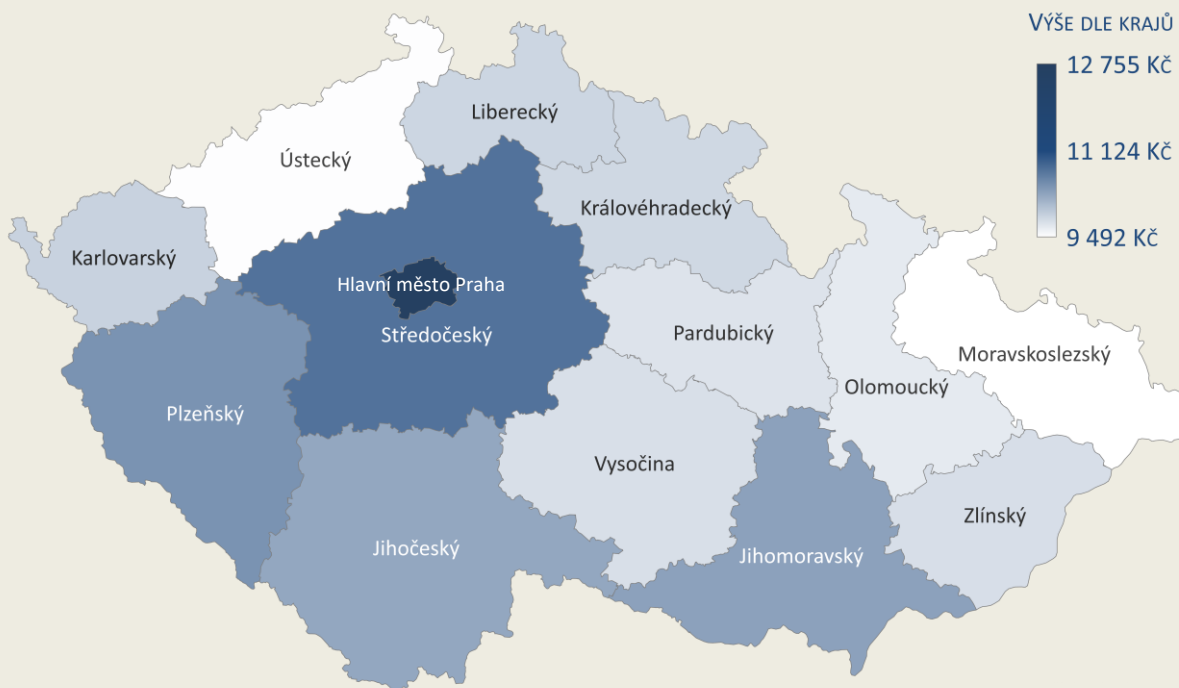 VÝŠE DLE KRAJŮ
12 755 Kč
11 124 Kč
9 492 Kč
Liberecký
Ústecký
Královéhradecký
Karlovarský
Hlavní město Praha
Středočeský
Pardubický
Moravskoslezský
Olomoucký
Plzeňský
Vysočina
Zlínský
Jihočeský
Jihomoravský